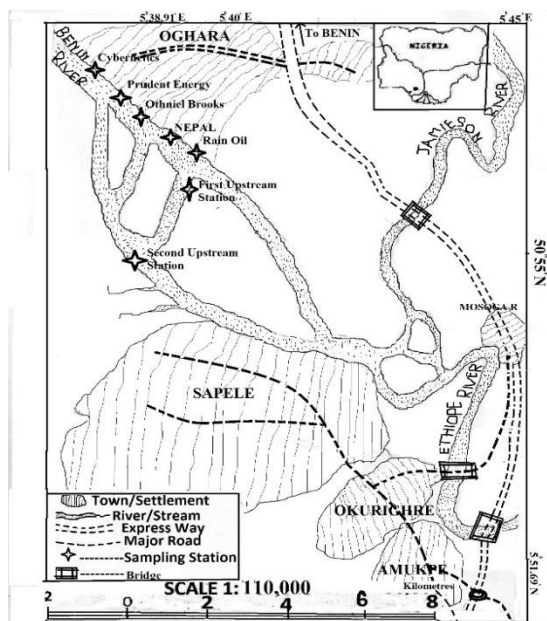 5'38.91 E 5'40' E 5'45 E
To BENIN
OGHARA
NIGERIA
BENIN RIVER
Cybernetics
Prudent Energy
Othniel Brooks
NEPAL
Rain Oil
JAMIESON RIVER
First Upstream
Station
Second Upstream
Station
50°55'N
MOSOGAR
SAPELE
ETHIOPE RIVER
OKURIGHRE
AMUKPE
Town/Settlement
River/Stream
Express Way
Major Road
Sampling Station
Bridge
SCALE 1: 110,000
Kilometres
5'51.69 N
2 0 2 4 6 8